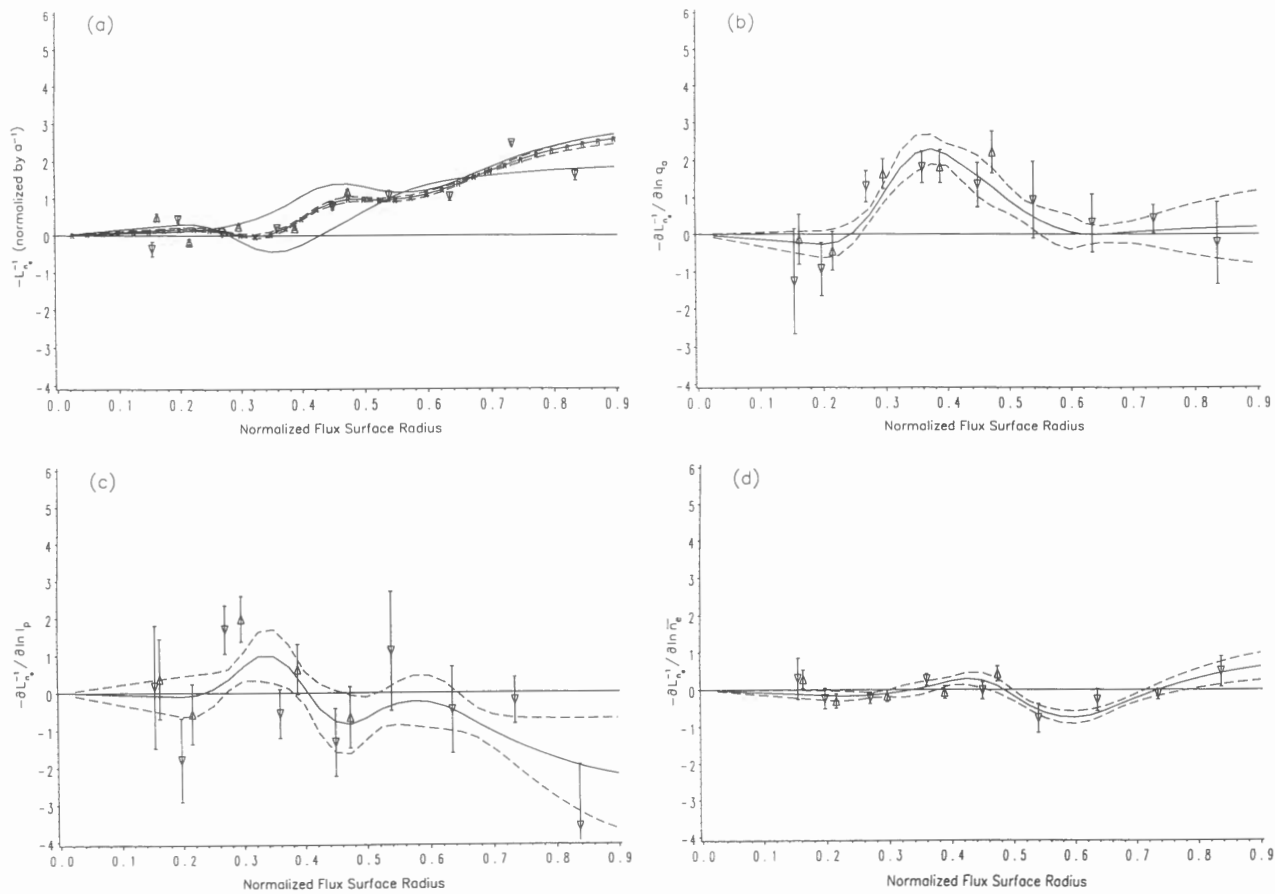 (a)
6
5
4
3
2
1
0
-1
-2
-3
-4
-L_{n_e}^{-1} (normalized by a^{-1})
0.0 0.1 0.2 0.3 0.4 0.5 0.6 0.7 0.8 0.9
Normalized Flux Surface Radius
(b)
6
5
4
3
2
1
0
-1
-2
-3
-4
-∂L_{n_e}^{-1}/∂ln q_a
0.0 0.1 0.2 0.3 0.4 0.5 0.6 0.7 0.8 0.9
Normalized Flux Surface Radius
(c)
6
5
4
3
2
1
0
-1
-2
-3
-4
-∂L_{n_e}^{-1}/∂ln I_p
0.0 0.1 0.2 0.3 0.4 0.5 0.6 0.7 0.8 0.9
Normalized Flux Surface Radius
(d)
6
5
4
3
2
1
0
-1
-2
-3
-4
-∂L_{n_e}^{-1}/∂ln n̄_e
0.0 0.1 0.2 0.3 0.4 0.5 0.6 0.7 0.8 0.9
Normalized Flux Surface Radius